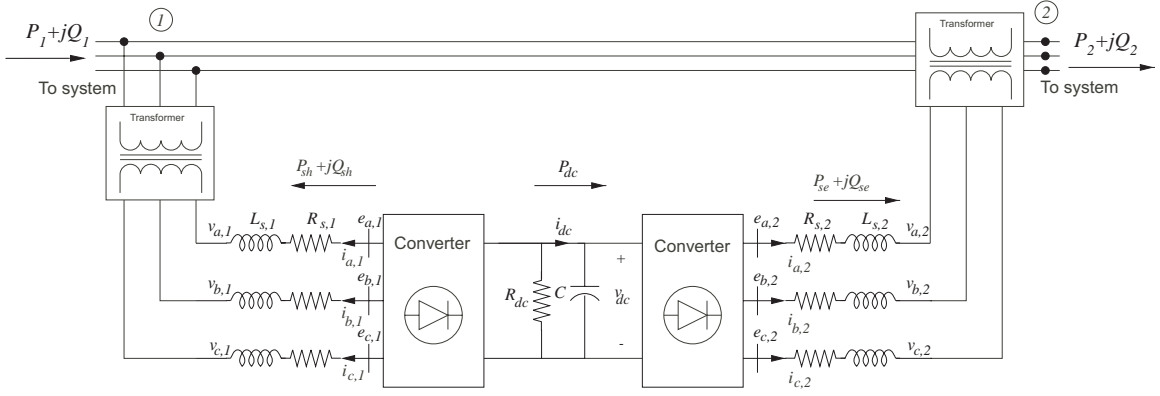 1
2
P1+jQ1
P2+jQ2
Transformer
To system
To system
Transformer
Psh+jQsh
Pdc
Pse+jQse
va,1
Ls,1
Rs,1
ea,1
ia,1
Converter
idc
Converter
ea,2
Rs,2
Ls,2
va,2
ia,2
vb,1
eb,1
ib,1
Rdc
C
+
vdc
-
eb,2
ib,2
vb,2
vc,1
ec,1
ic,1
ec,2
ic,2
vc,2